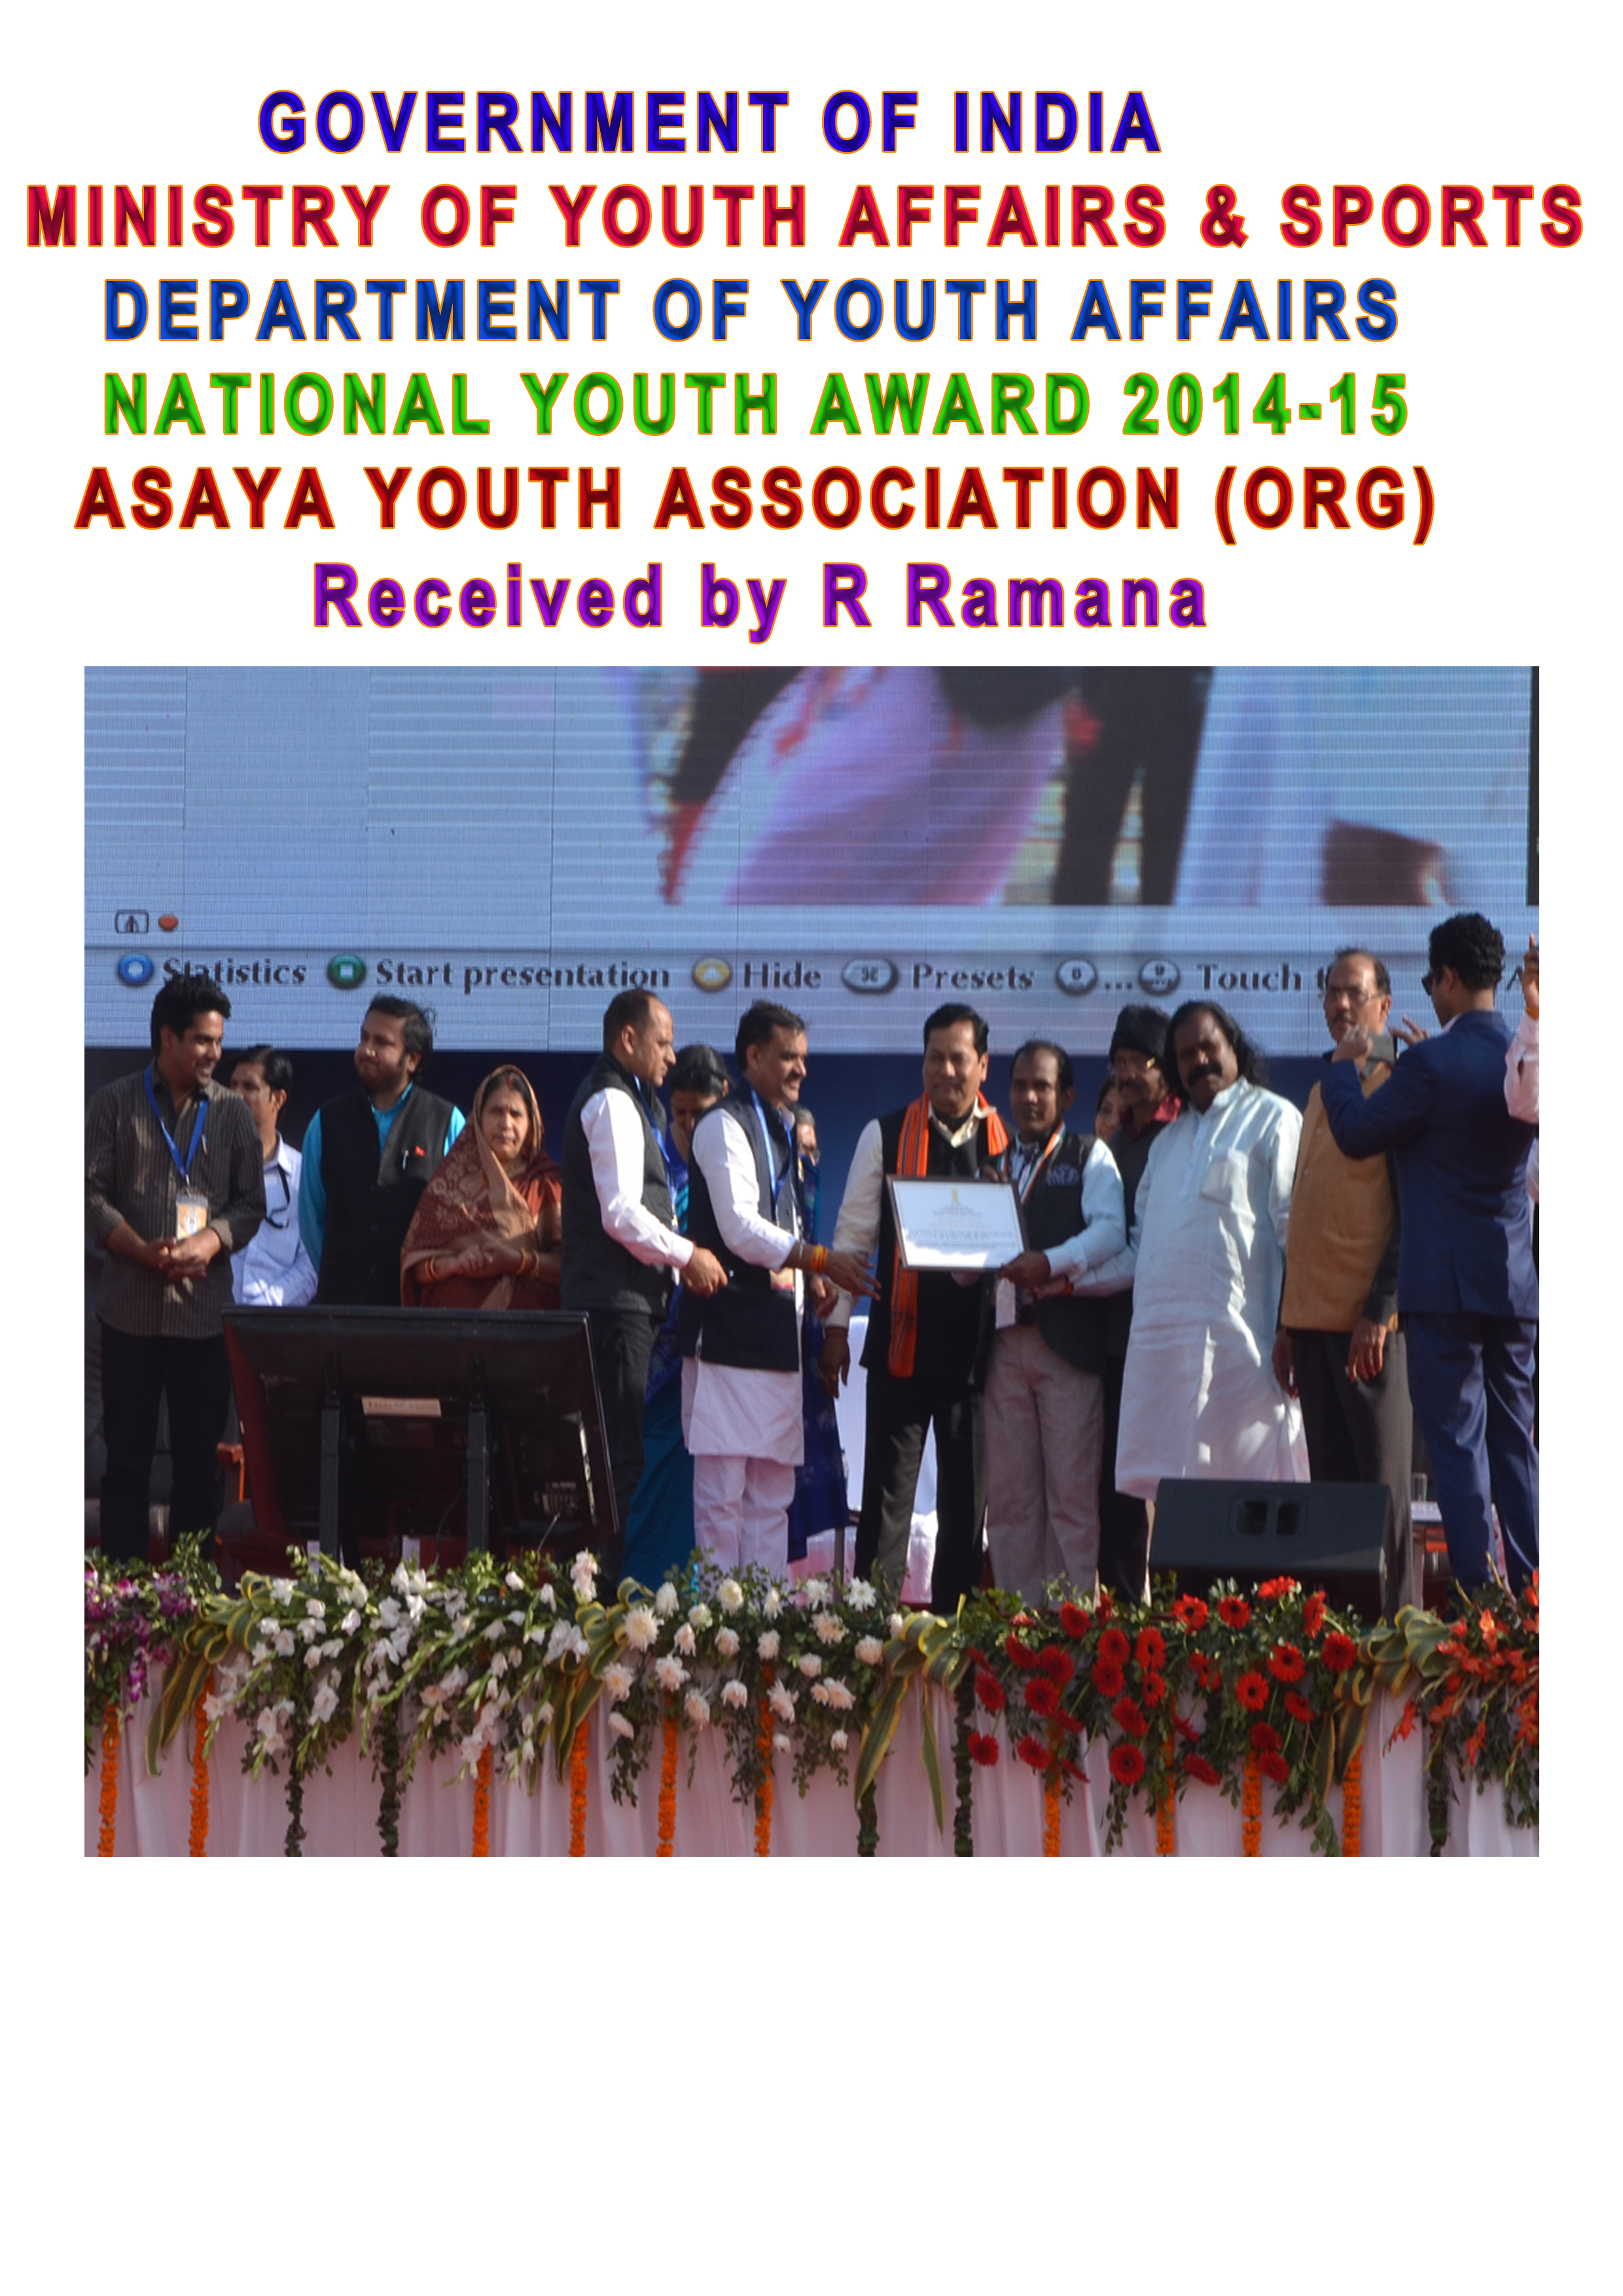 GOVERNMENT OF INDIA
MINISTRY OF YOUTH AFFAIRS & SPORTS
DEPARTMENT OF YOUTH AFFAIRS
NATIONAL YOUTH AWARD 2014-15
ASAYA YOUTH ASSOCIATION (ORG)
Received by R Ramana
Statistics Start presentation Hide Presets ... Touch